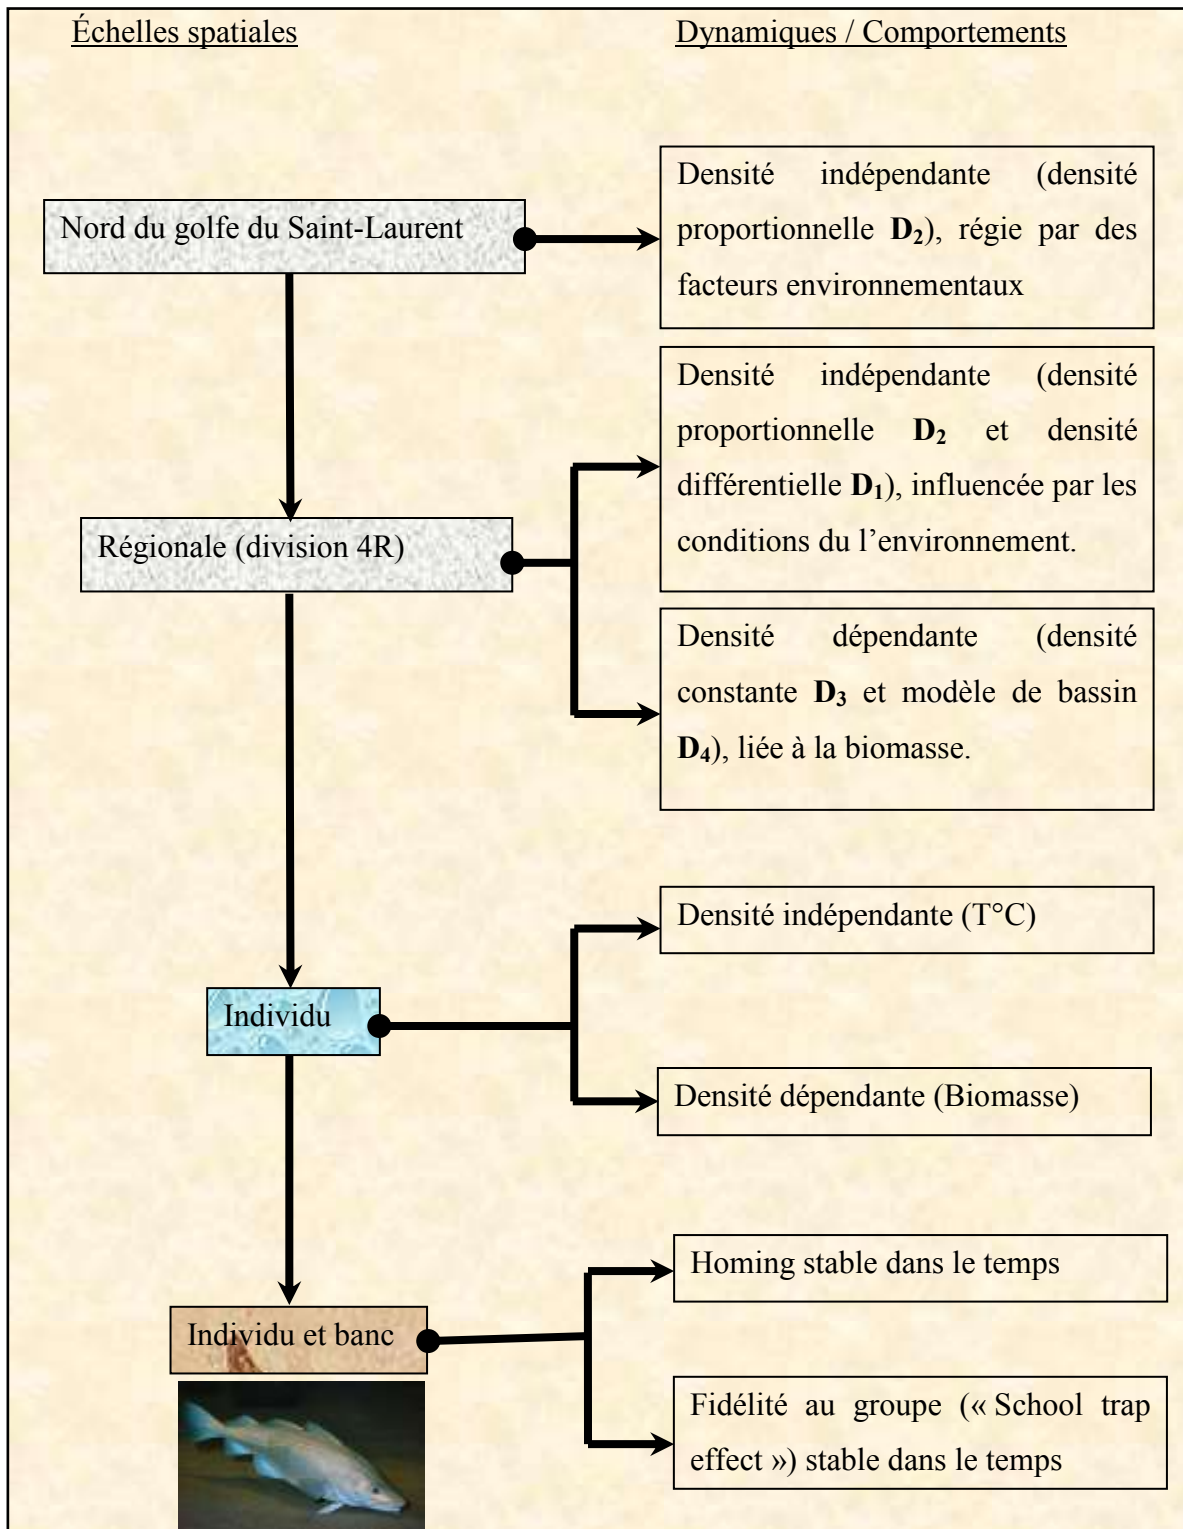 Échelles spatiales
Dynamiques / Comportements
Nord du golfe du Saint-Laurent
Densité indépendante (densité
proportionnelle D₂), régie par des
facteurs environnementaux
Régionale (division 4R)
Densité indépendante (densité
proportionnelle D₂ et densité
différentielle D₁), influencée par les
conditions du l’environnement.
Densité dépendante (densité
constante D₃ et modèle de bassin
D₄), liée à la biomasse.
Individu
Densité indépendante (T°C)
Densité dépendante (Biomasse)
Individu et banc
Homing stable dans le temps
Fidélité au groupe (« School trap
effect ») stable dans le temps